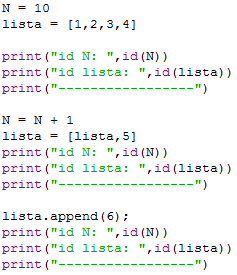 N = 10
lista = [1,2,3,4]
print("id N: ",id(N))
print("id lista: ",id(lista))
print("-----------------")
N = N + 1
lista = [lista,5]
print("id N: ",id(N))
print("id lista: ",id(lista))
print("-----------------")
lista.append(6);
print("id N: ",id(N))
print("id lista: ",id(lista))
print("-----------------")